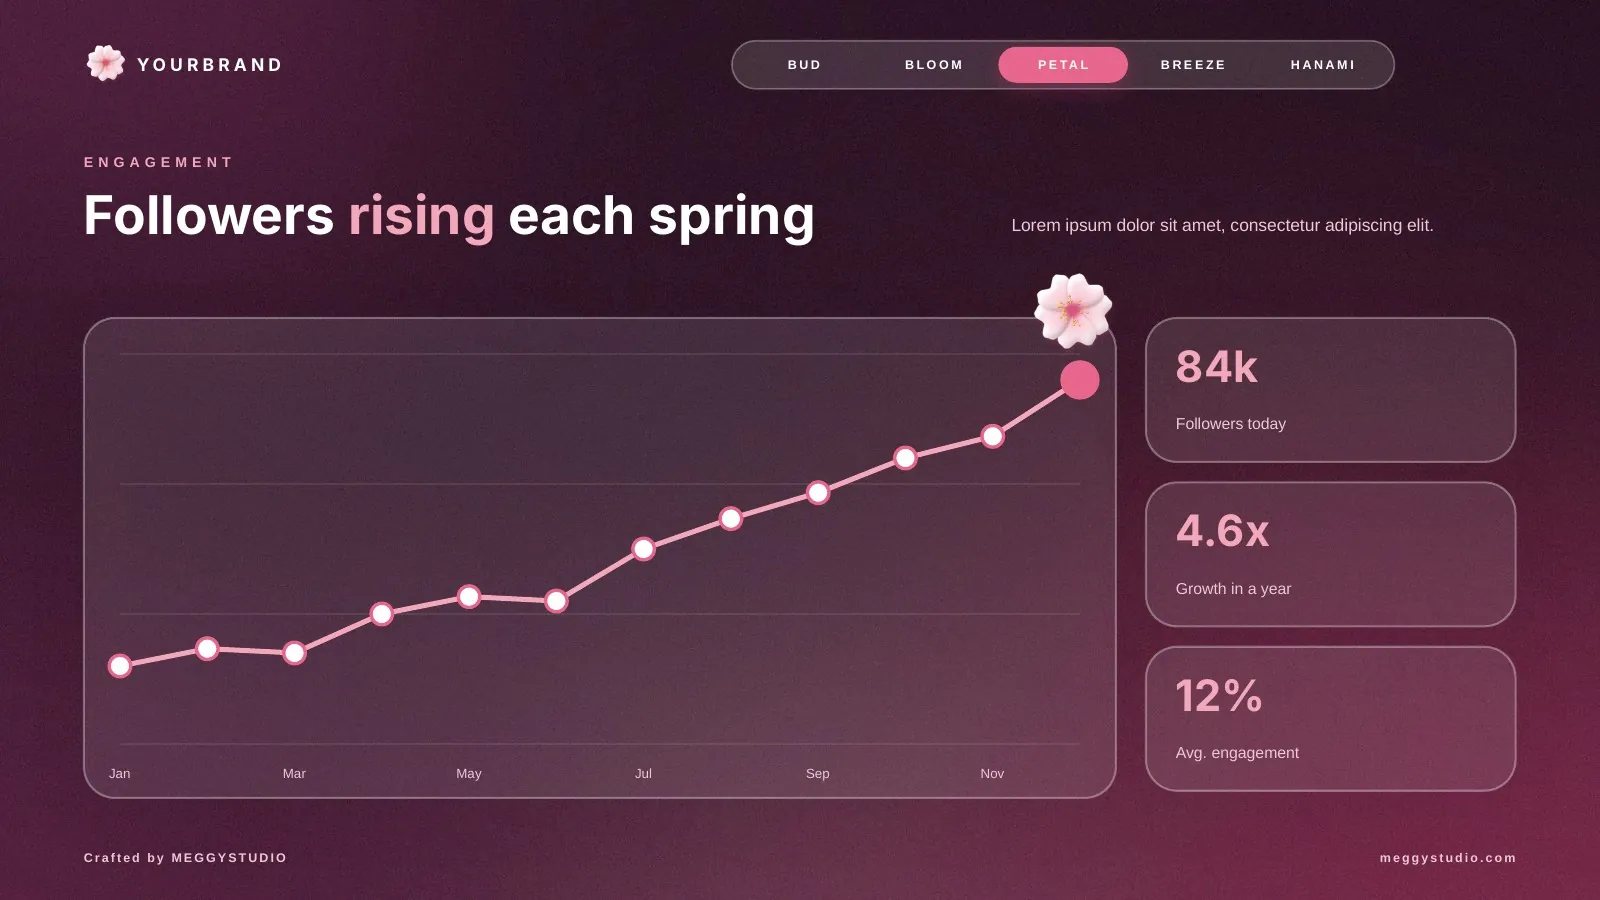 YOURBRAND
BUD BLOOM PETAL BREEZE HANAMI
ENGAGEMENT
Followers rising each spring
Lorem ipsum dolor sit amet, consectetur adipiscing elit.
84k
Followers today
4.6x
Growth in a year
12%
Avg. engagement
Jan Mar May Jul Sep Nov
Crafted by MEGGYSTUDIO
meggystudio.com